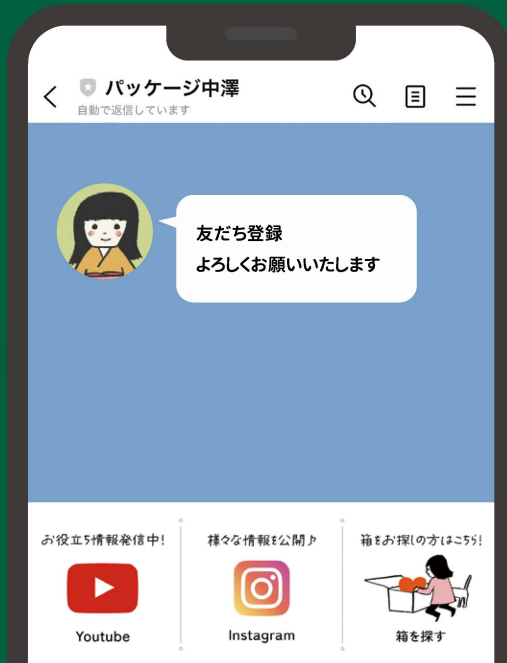 パッケージ中澤
自動で返信しています
友だち登録
よろしくお願いいたします
お役立ち情報発信中!
様々な情報を公開♪
箱をお探しの方はこちら!
Youtube
Instagram
箱を探す